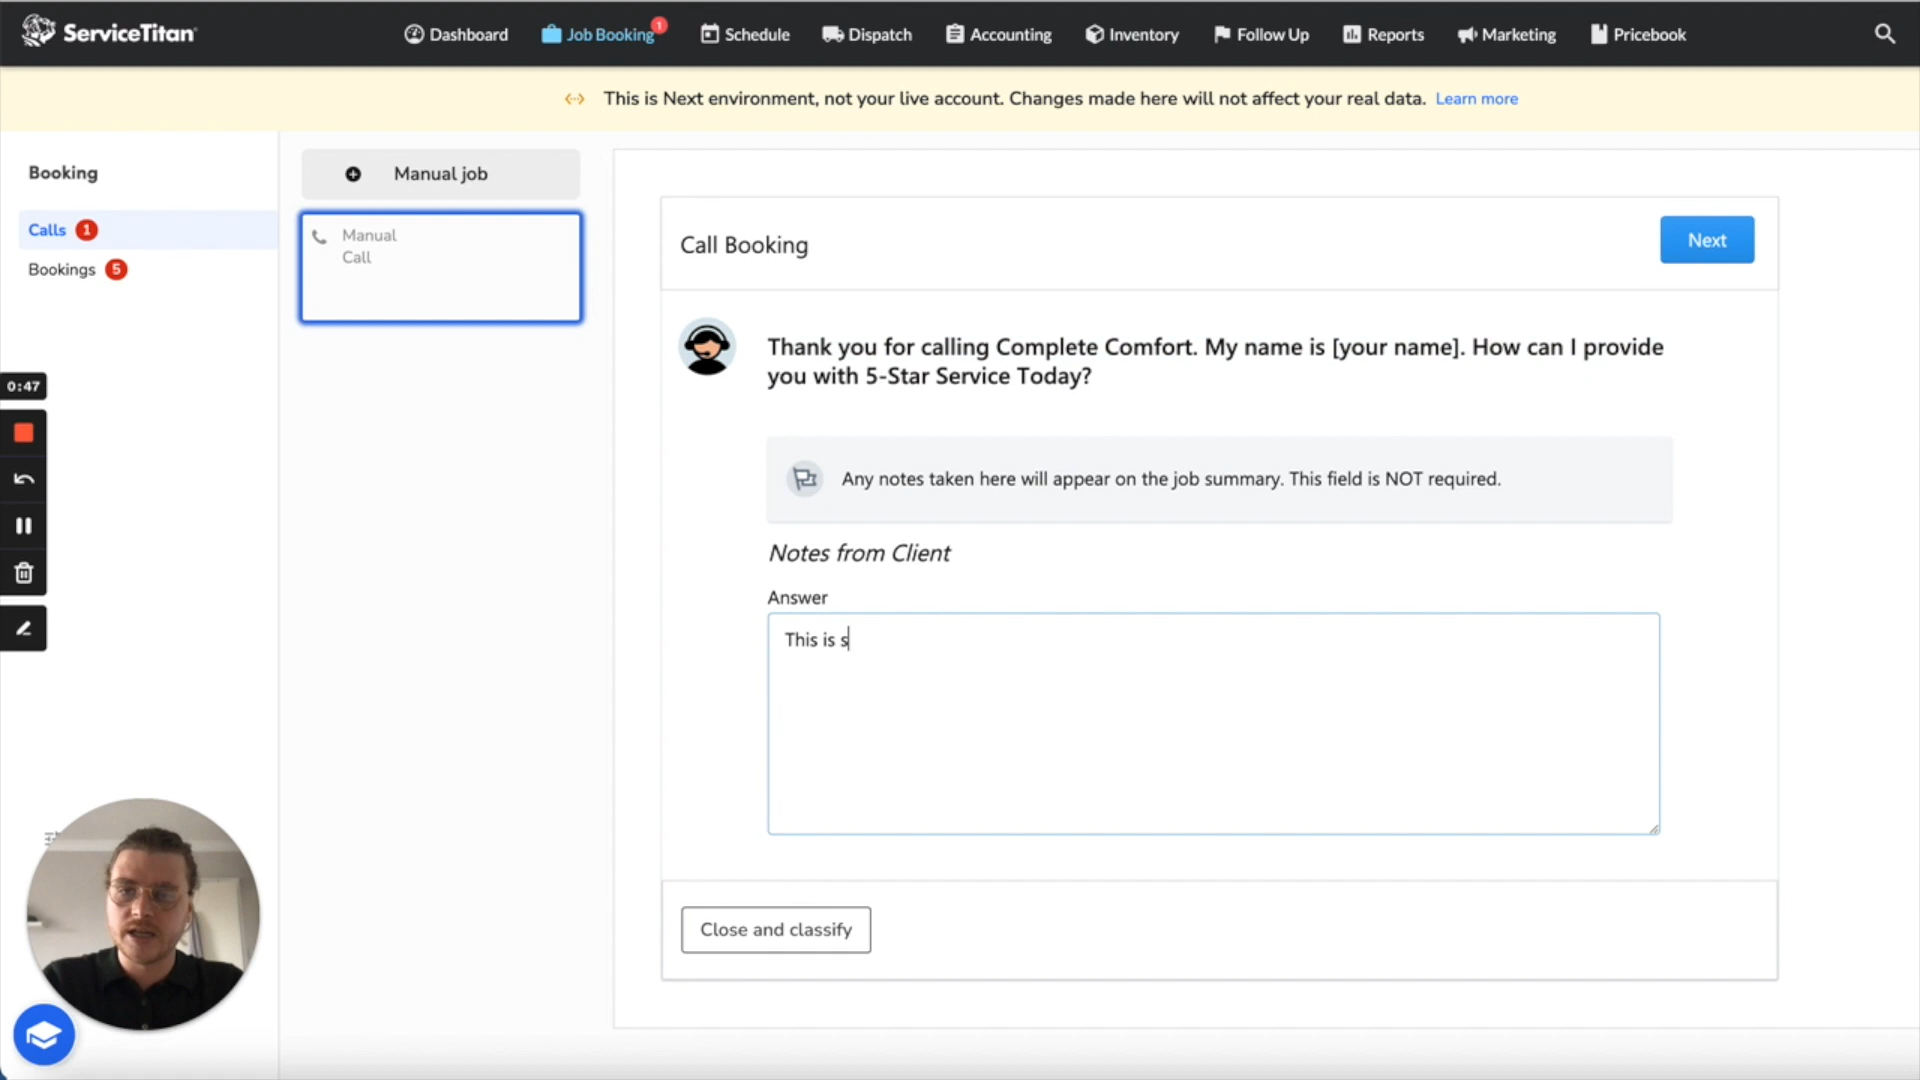 ServiceTitan
Dashboard
Job Booking
1
Schedule
Dispatch
Accounting
Inventory
Follow Up
Reports
Marketing
Pricebook
This is Next environment, not your live account. Changes made here will not affect your real data. Learn more
Booking
Calls 1
Bookings 5
Manual job
Manual
Call
0:47
Call Booking
Next
Thank you for calling Complete Comfort. My name is [your name]. How can I provide
you with 5-Star Service Today?
Any notes taken here will appear on the job summary. This field is NOT required.
Notes from Client
Answer
This is s
Close and classify